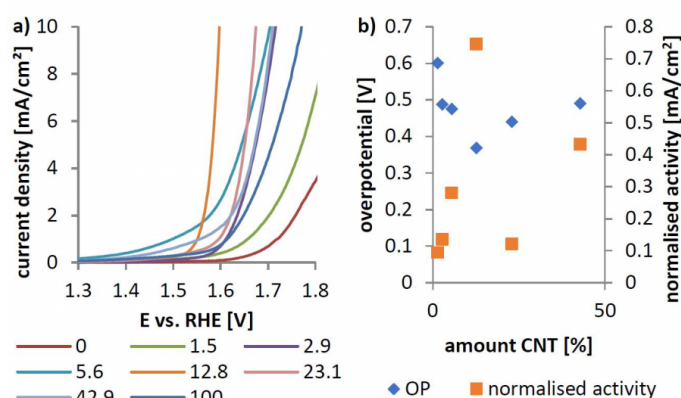 a)
current density [mA/cm²]
10
8
6
4
2
0
1.3 1.4 1.5 1.6 1.7 1.8
E vs. RHE [V]
0 1.5 2.9
5.6 12.8 23.1
42.9 100
b)
overpotential [V]
0.7
0.6
0.5
0.4
0.3
0.2
0.1
0
0.8
0.7
0.6
0.5
0.4
0.3
0.2
0.1
0
normalised activity [mA/cm²]
0 50
amount CNT [%]
OP normalised activity